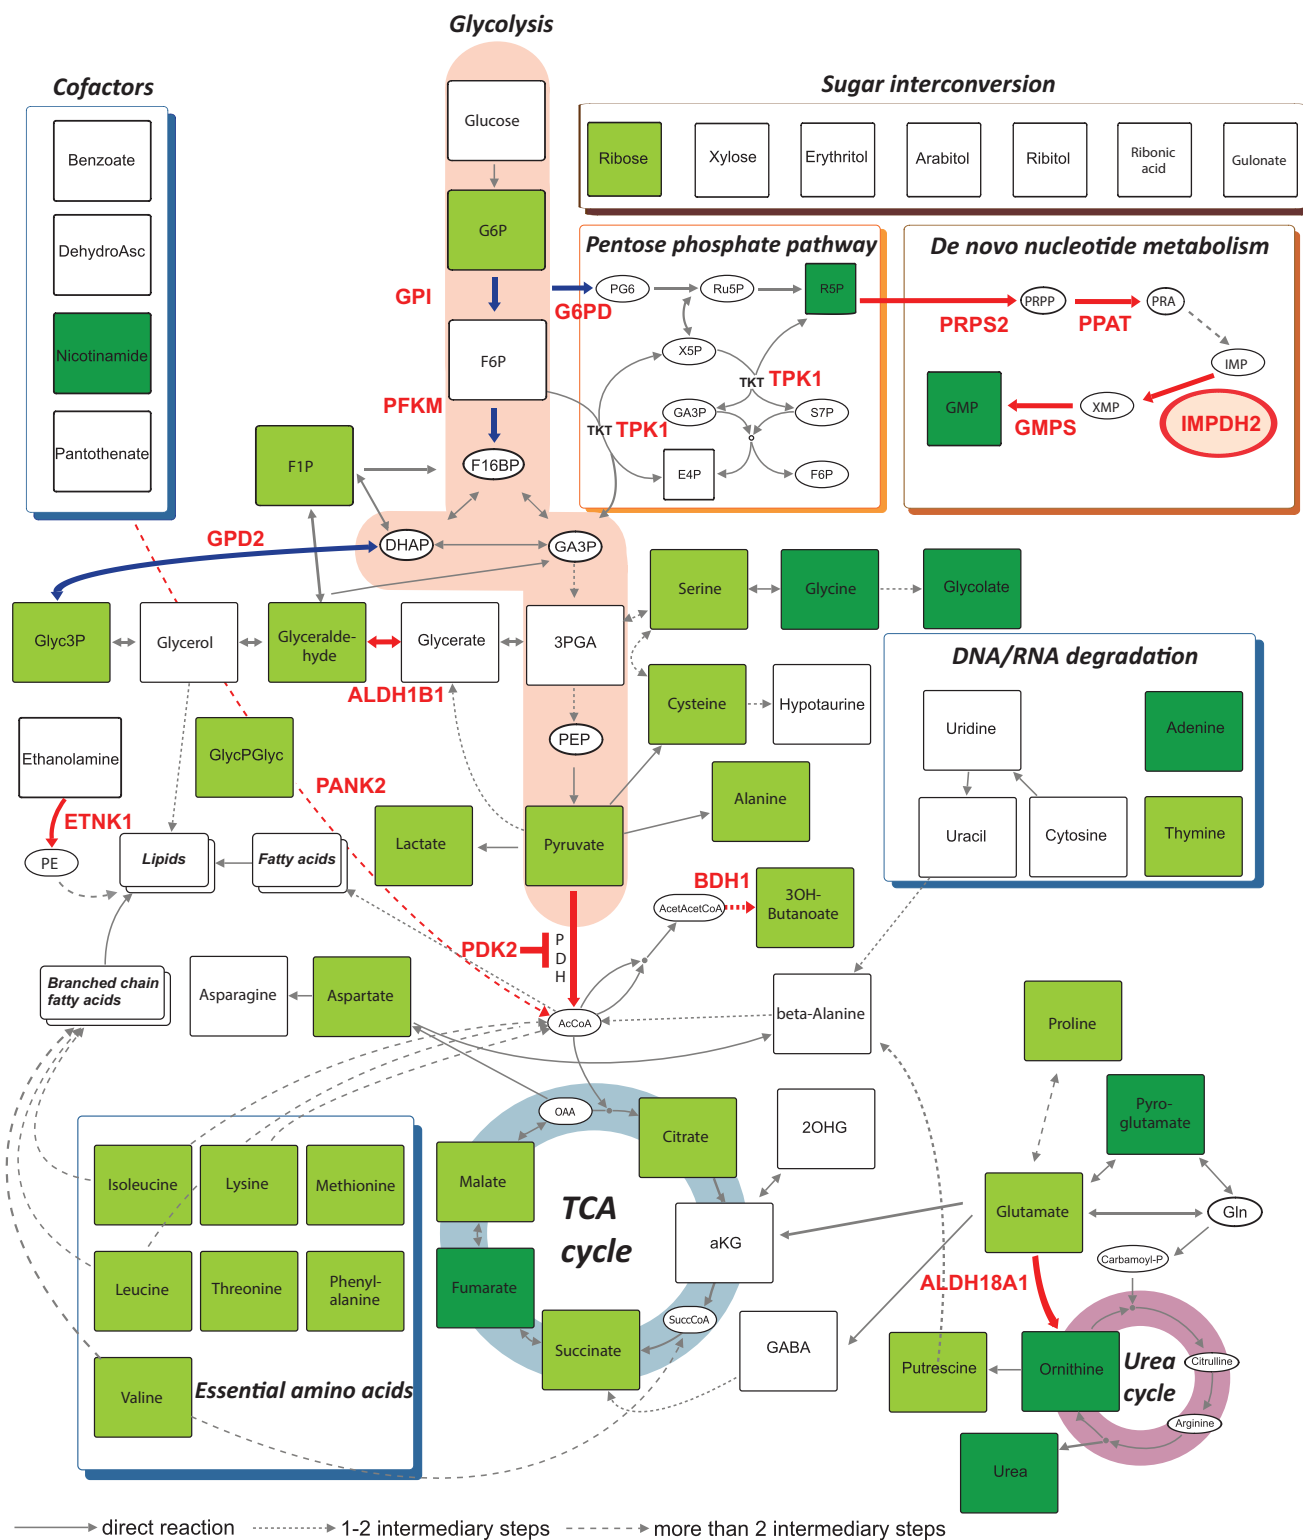 Glycolysis
Cofactors
Sugar interconversion
Benzoate
DehydroAsc
Nicotinamide
Pantothenate
Glucose
G6P
GPI
F6P
PFKM
F16BP
Ribose
Xylose
Erythritol
Arabitol
Ribitol
Ribonic
acid
Gulonate
Pentose phosphate pathway
G6PD
PG6
Ru5P
R5P
X5P
TKT TPK1
GA3P
S7P
TKT TPK1
E4P
F6P
De novo nucleotide metabolism
PRPS2
PRPP
PPAT
PRA
IMP
GMP
GMPS
XMP
IMPDH2
F1P
GPD2
DHAP
GA3P
Glyc3P
Glycerol
Glyceralde-
hyde
Glycerate
3PGA
ALDH1B1
Serine
Glycine
Glycolate
Cysteine
Hypotaurine
DNA/RNA degradation
Uridine
Adenine
Uracil
Cytosine
Thymine
Ethanolamine
GlycPGlyc
PANK2
PEP
ETNK1
PE
Lipids
Fatty acids
Lactate
Pyruvate
Alanine
BDH1
AcetAcetCoA
3OH-
Butanoate
PDK2
P
D
H
Branched chain
fatty acids
Asparagine
Aspartate
AcCoA
beta-Alanine
Proline
Pyro-
glutamate
OAA
Citrate
2OHG
Malate
TCA
cycle
aKG
Glutamate
Gln
Fumarate
Carbamoyl-P
ALDH18A1
SuccCoA
Succinate
GABA
Putrescine
Ornithine
Urea
cycle
Citrulline
Arginine
Urea
Isoleucine
Lysine
Methionine
Leucine
Threonine
Phenyl-
alanine
Valine
Essential amino acids
direct reaction
1-2 intermediary steps
more than 2 intermediary steps